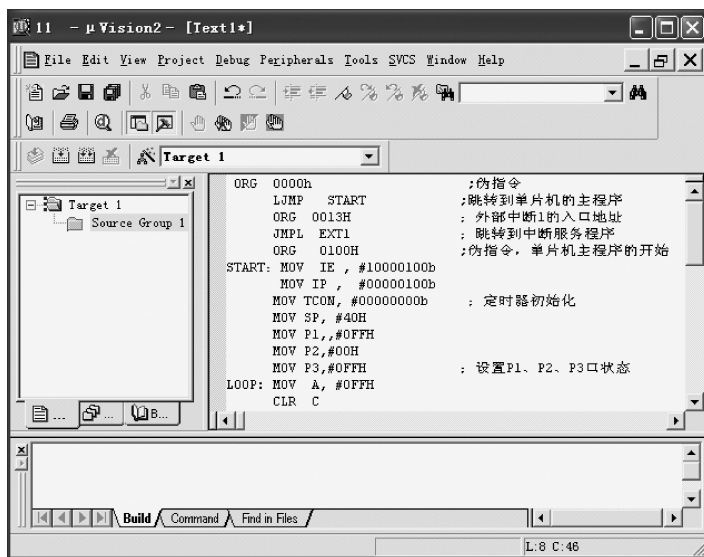 11 - μVision2 - [Text1*]
File Edit View Project Debug Peripherals Tools SVCS Window Help
Target 1
Target 1
Source Group 1
ORG 0000h ;伪指令
LJMP START ;跳转到单片机的主程序
ORG 0013H ; 外部中断1的入口地址
JMPL EXT1 ; 跳转到中断服务程序
ORG 0100H ;伪指令, 单片机主程序的开始
START: MOV IE , #10000100b
MOV IP , #00000100b
MOV TCON, #00000000b ; 定时器初始化
MOV SP, #40H
MOV P1,,#0FFH
MOV P2,#00H
MOV P3,#0FFH ; 设置P1、P2、P3口状态
LOOP: MOV A, #0FFH
CLR C
... ... B...
Build Command Find in Files
L:8 C:46